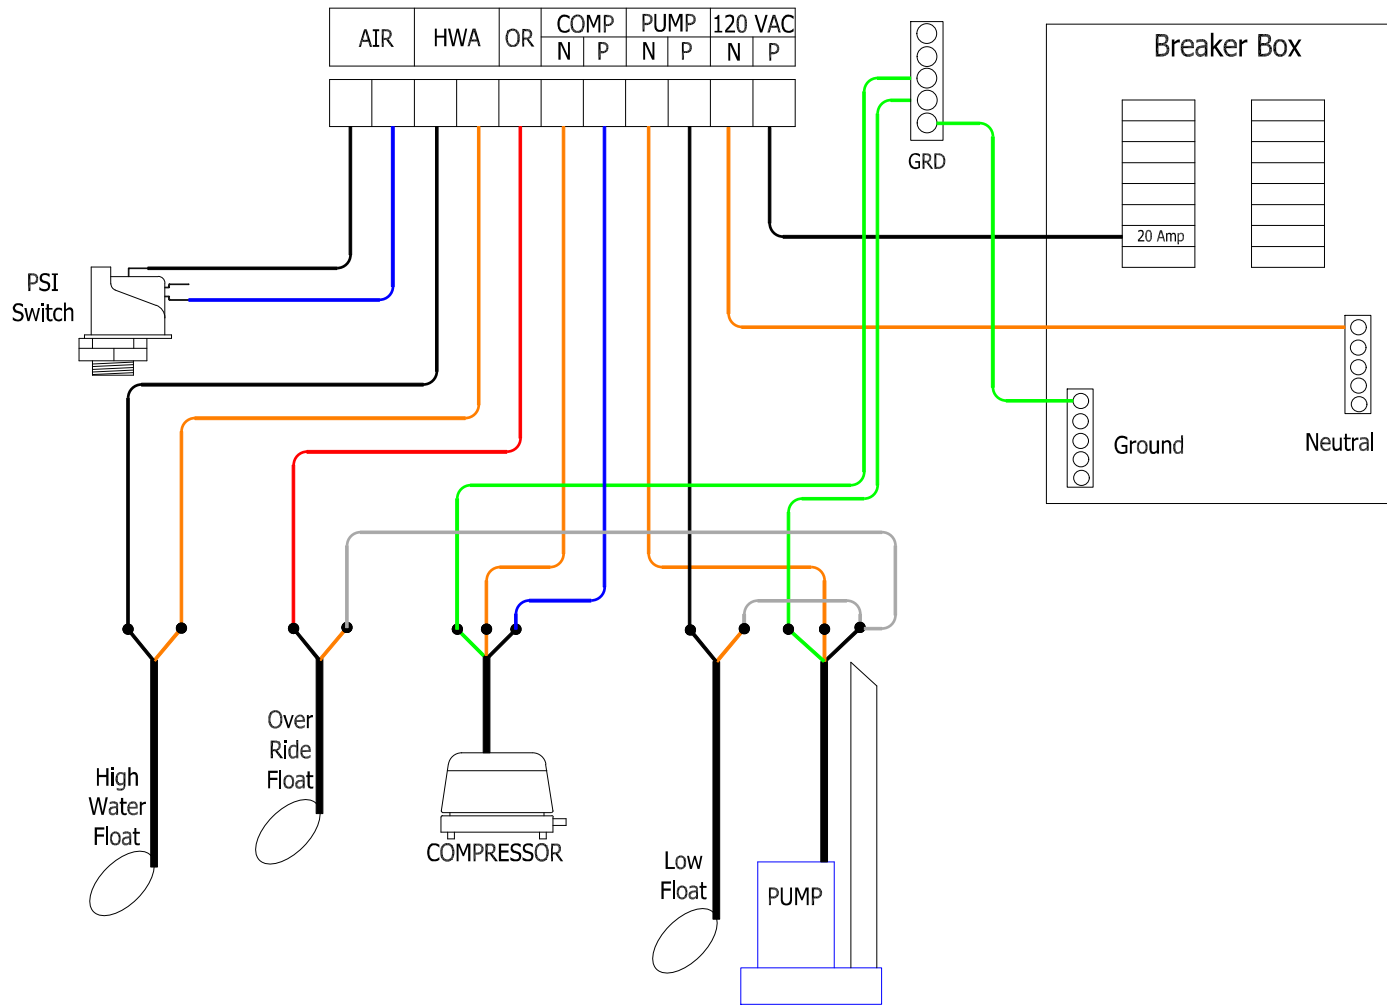 AIR HWA OR COMP PUMP 120 VAC
N P N P N P
Breaker Box
GRD
20 Amp
PSI
Switch
Ground
Neutral
Over
Ride
Float
High
Water
Float
COMPRESSOR
Low
Float
PUMP